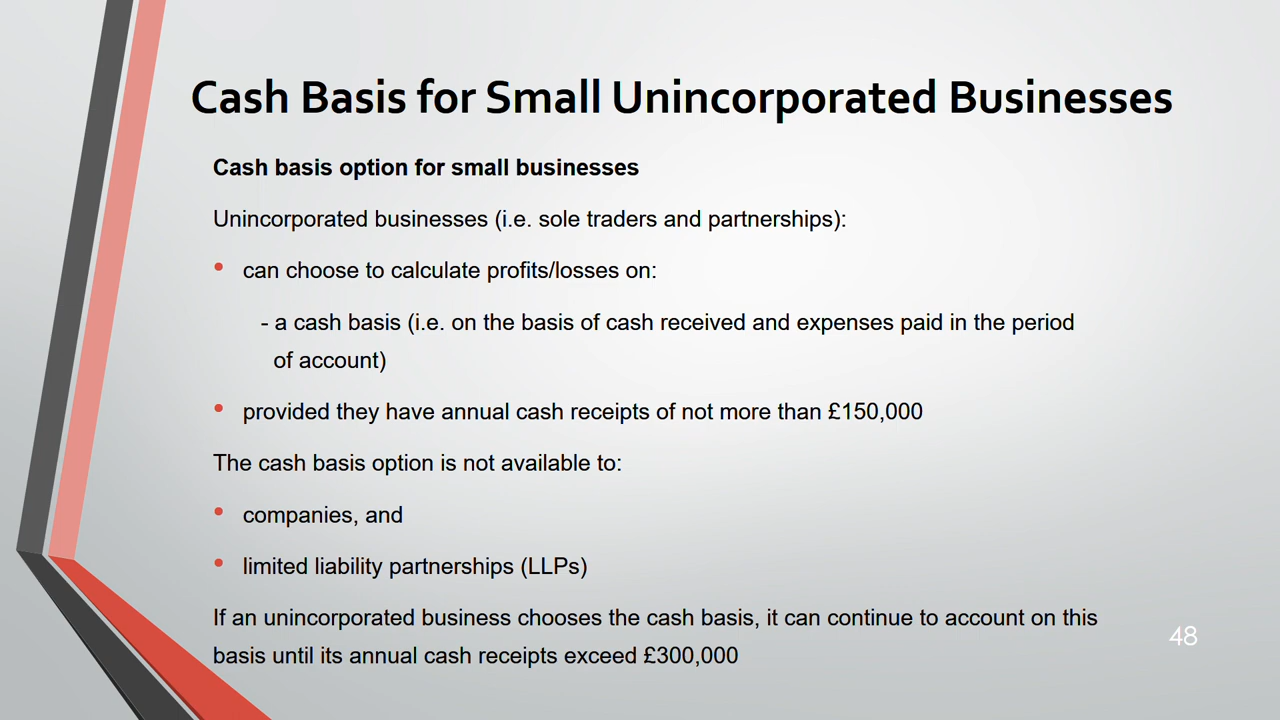 Cash Basis for Small Unincorporated Businesses
Cash basis option for small businesses
Unincorporated businesses (i.e. sole traders and partnerships):
• can choose to calculate profits/losses on:
- a cash basis (i.e. on the basis of cash received and expenses paid in the period
of account)
• provided they have annual cash receipts of not more than £150,000
The cash basis option is not available to:
• companies, and
• limited liability partnerships (LLPs)
If an unincorporated business chooses the cash basis, it can continue to account on this
basis until its annual cash receipts exceed £300,000
48